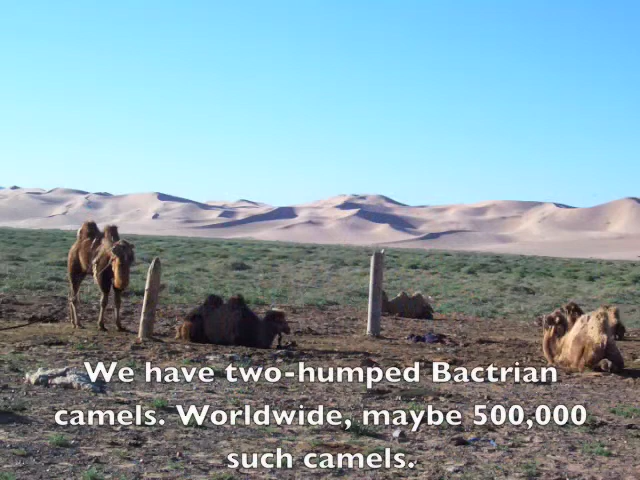 We have two-humped Bactrian
camels. Worldwide, maybe 500,000
such camels.